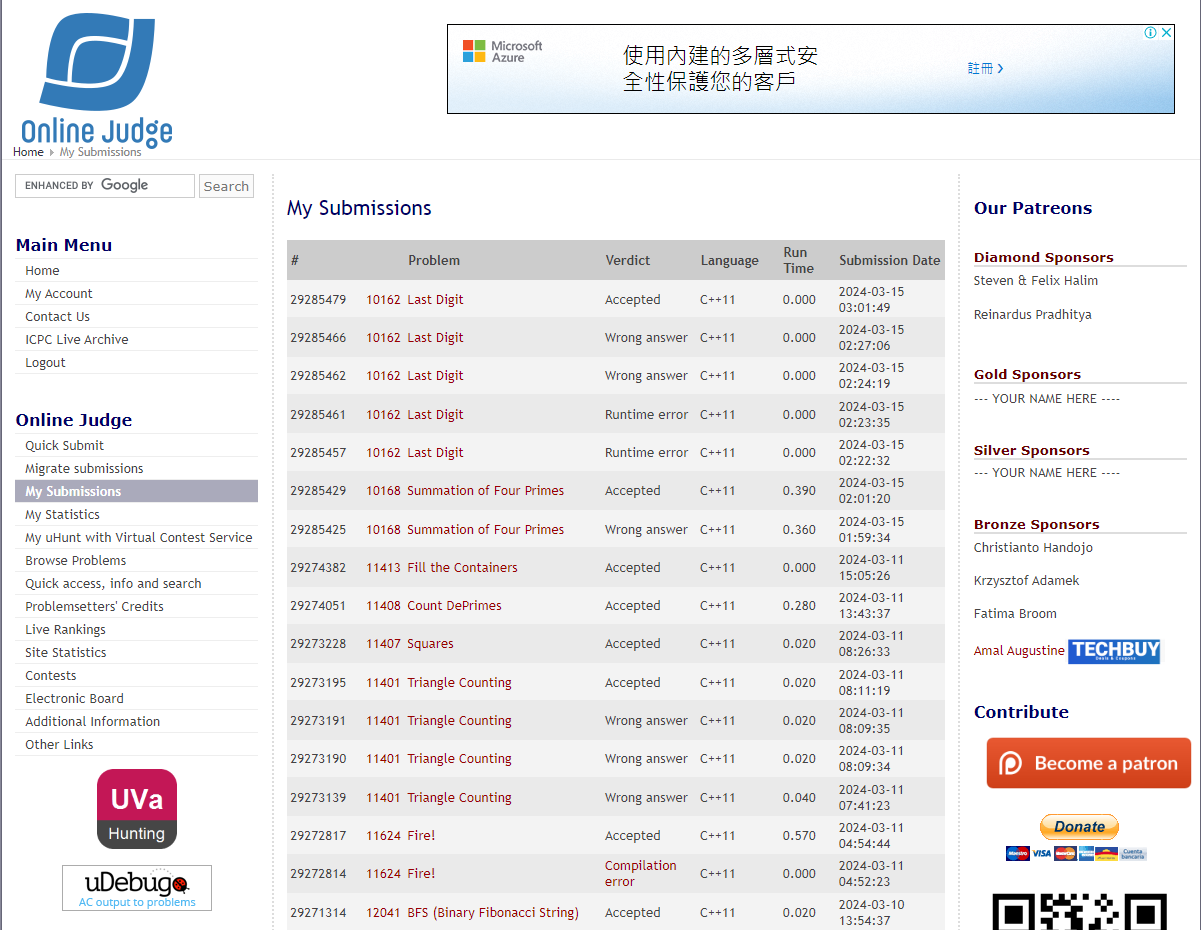 Online Judge
Microsoft
Azure
使用內建的多層式安
全性保護您的客戶
註冊
Home My Submissions
ENHANCED BY Google Search
Main Menu
Home
My Account
Contact Us
ICPC Live Archive
Logout
Online Judge
Quick Submit
Migrate submissions
My Submissions
My Statistics
My uHunt with Virtual Contest Service
Browse Problems
Quick access, info and search
Problemsetters' Credits
Live Rankings
Site Statistics
Contests
Electronic Board
Additional Information
Other Links
UVa
Hunting
uDebug
AC output to problems
My Submissions
# Problem Verdict Language Run Time Submission Date
29285479 10162 Last Digit Accepted C++11 0.000 2024-03-15 03:01:49
29285466 10162 Last Digit Wrong answer C++11 0.000 2024-03-15 02:27:06
29285462 10162 Last Digit Wrong answer C++11 0.000 2024-03-15 02:24:19
29285461 10162 Last Digit Runtime error C++11 0.000 2024-03-15 02:23:35
29285457 10162 Last Digit Runtime error C++11 0.000 2024-03-15 02:22:32
29285429 10168 Summation of Four Primes Accepted C++11 0.390 2024-03-15 02:01:20
29285425 10168 Summation of Four Primes Wrong answer C++11 0.360 2024-03-15 01:59:34
29274382 11413 Fill the Containers Accepted C++11 0.000 2024-03-11 15:05:26
29274051 11408 Count DePrimes Accepted C++11 0.280 2024-03-11 13:43:37
29273228 11407 Squares Accepted C++11 0.020 2024-03-11 08:26:33
29273195 11401 Triangle Counting Accepted C++11 0.020 2024-03-11 08:11:19
29273191 11401 Triangle Counting Wrong answer C++11 0.020 2024-03-11 08:09:35
29273190 11401 Triangle Counting Wrong answer C++11 0.020 2024-03-11 08:09:34
29273139 11401 Triangle Counting Wrong answer C++11 0.040 2024-03-11 07:41:23
29272817 11624 Fire! Accepted C++11 0.570 2024-03-11 04:54:44
29272814 11624 Fire! Compilation error C++11 0.000 2024-03-11 04:52:23
29271314 12041 BFS (Binary Fibonacci String) Accepted C++11 0.020 2024-03-10 13:54:37
Our Patreons
Diamond Sponsors
Steven & Felix Halim
Reinardus Pradhitya
Gold Sponsors
--- YOUR NAME HERE ----
Silver Sponsors
--- YOUR NAME HERE ----
Bronze Sponsors
Christianto Handojo
Krzysztof Adamek
Fatima Broom
Amal Augustine TECHBUY
Contribute
Become a patron
Donate
VISA
Cuenta
bancaria